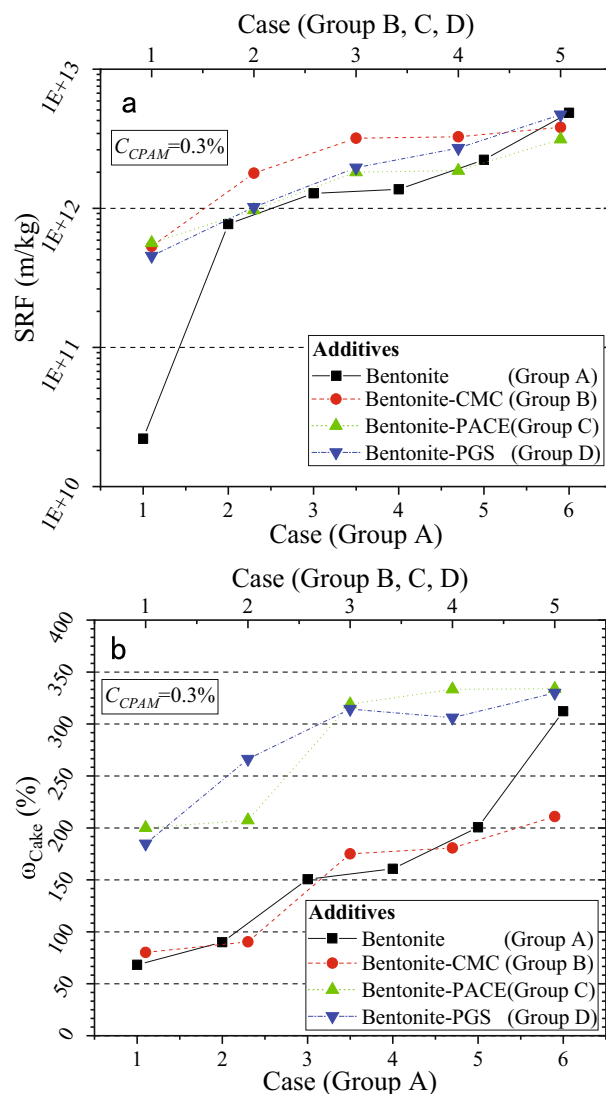 Case (Group B, C, D)
1 2 3 4 5
a
C_CPAM=0.3%
1E+13
1E+12
1E+11
1E+10
SRF (m/kg)
Additives
Bentonite (Group A)
Bentonite-CMC (Group B)
Bentonite-PACE(Group C)
Bentonite-PGS (Group D)
1 2 3 4 5 6
Case (Group A)
Case (Group B, C, D)
1 2 3 4 5
b
C_CPAM=0.3%
400
350
300
250
200
150
100
50
0
ω_Cake (%)
Additives
Bentonite (Group A)
Bentonite-CMC (Group B)
Bentonite-PACE(Group C)
Bentonite-PGS (Group D)
1 2 3 4 5 6
Case (Group A)